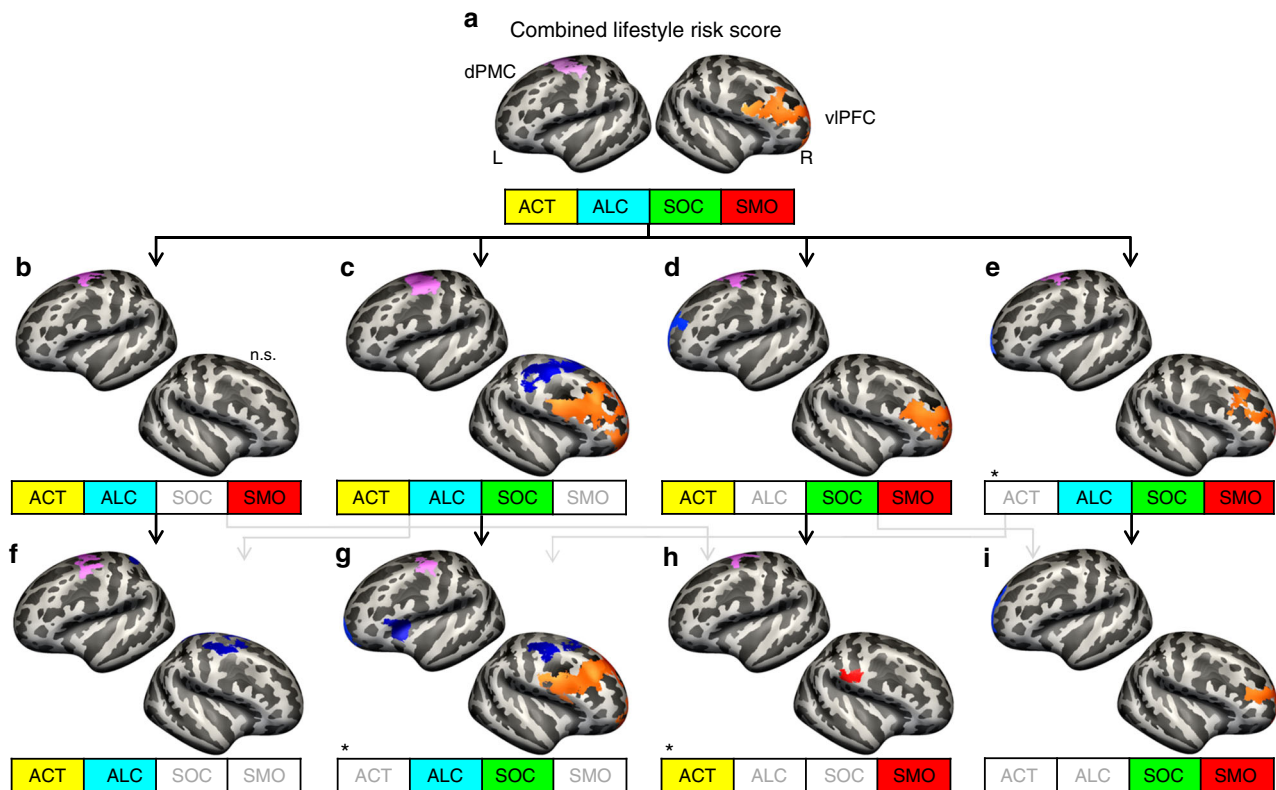 a
Combined lifestyle risk score
dPMC
vlPFC
L
R
ACT ALC SOC SMO
b
c
d
e
n.s.
*
ACT ALC SOC SMO
ACT ALC SOC SMO
ACT ALC SOC SMO
ACT ALC SOC SMO
f
g
h
i
*
*
ACT ALC SOC SMO
ACT ALC SOC SMO
ACT ALC SOC SMO
ACT ALC SOC SMO